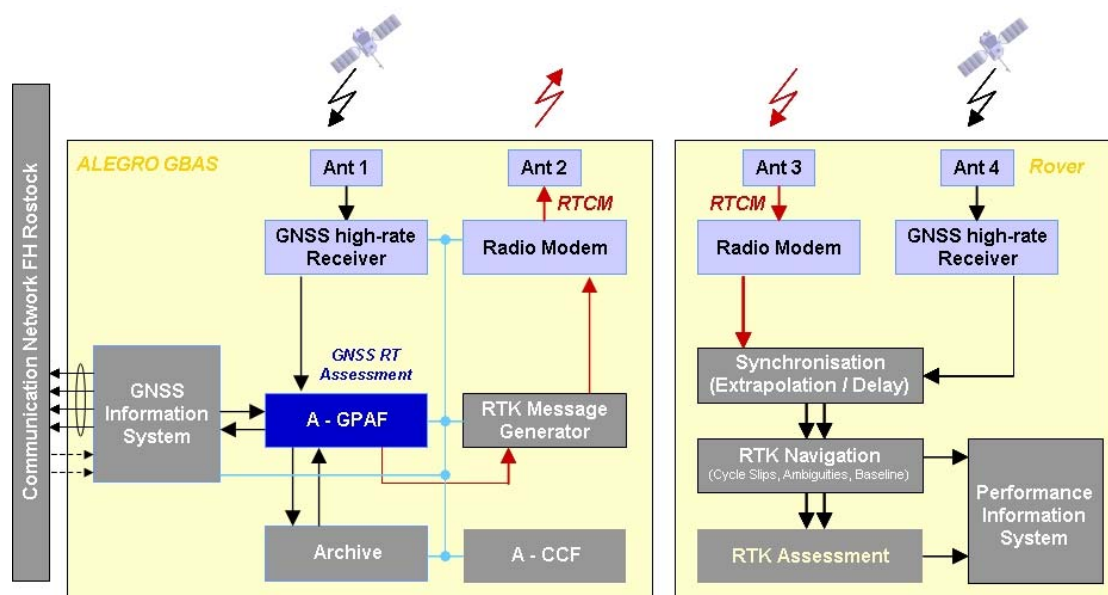 Communication Network FH Rostock
ALEGRO GBAS
Ant 1
Ant 2
RTCM
GNSS high-rate
Receiver
Radio Modem
GNSS RT
Assessment
GNSS
Information
System
A - GPAF
RTK Message
Generator
Archive
A - CCF
Ant 3
Ant 4
Rover
RTCM
Radio Modem
GNSS high-rate
Receiver
Synchronisation
(Extrapolation / Delay)
RTK Navigation
(Cycle Slips, Ambiguities, Baseline)
Performance
Information
System
RTK Assessment